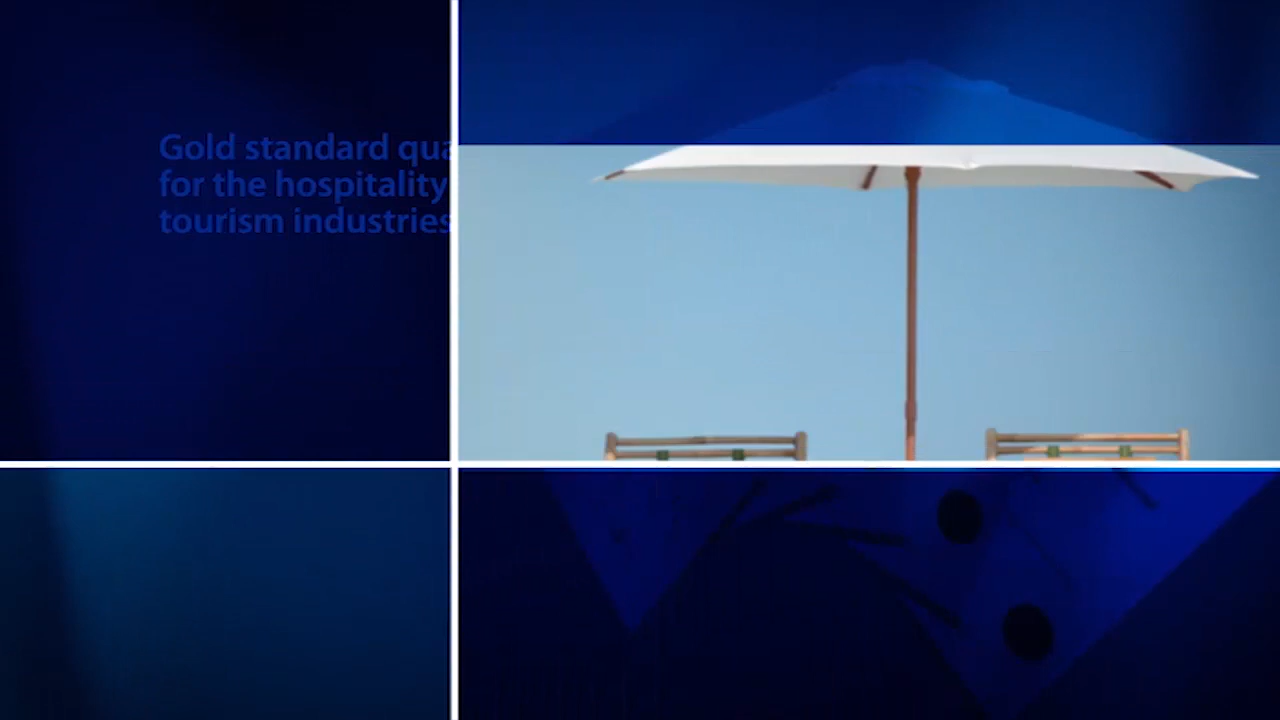 Gold standard qua
for the hospitality
tourism industries